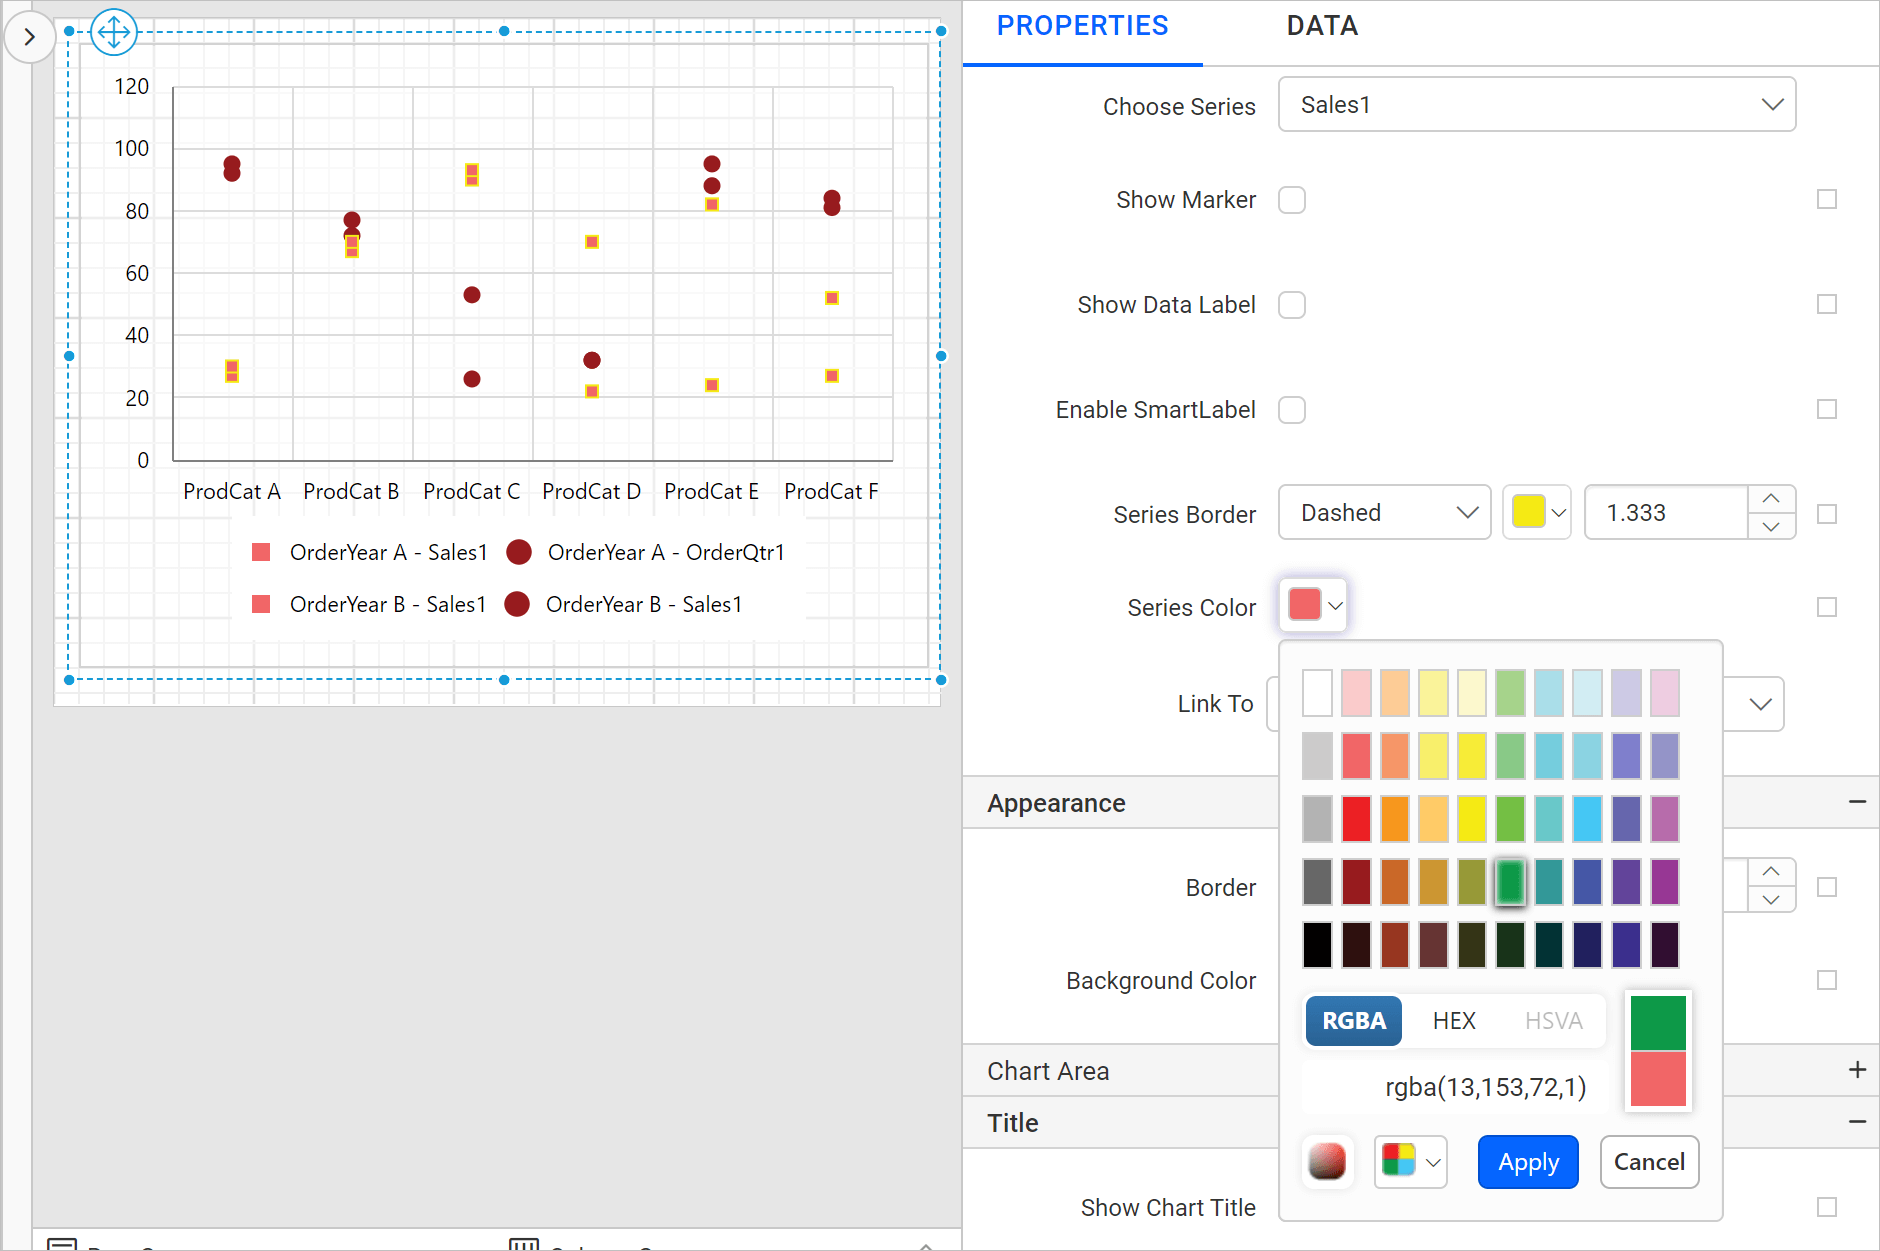 PROPERTIES
DATA
120
100
80
60
40
20
0
ProdCat A
ProdCat B
ProdCat C
ProdCat D
ProdCat E
ProdCat F
OrderYear A - Sales1
OrderYear A - OrderQtr1
OrderYear B - Sales1
OrderYear B - Sales1
Choose Series
Sales1
Show Marker
Show Data Label
Enable SmartLabel
Series Border
Dashed
1.333
Series Color
Link To
Appearance
Border
Background Color
RGBA
HEX
HSVA
rgba(13,153,72,1)
Chart Area
Title
Apply
Cancel
Show Chart Title